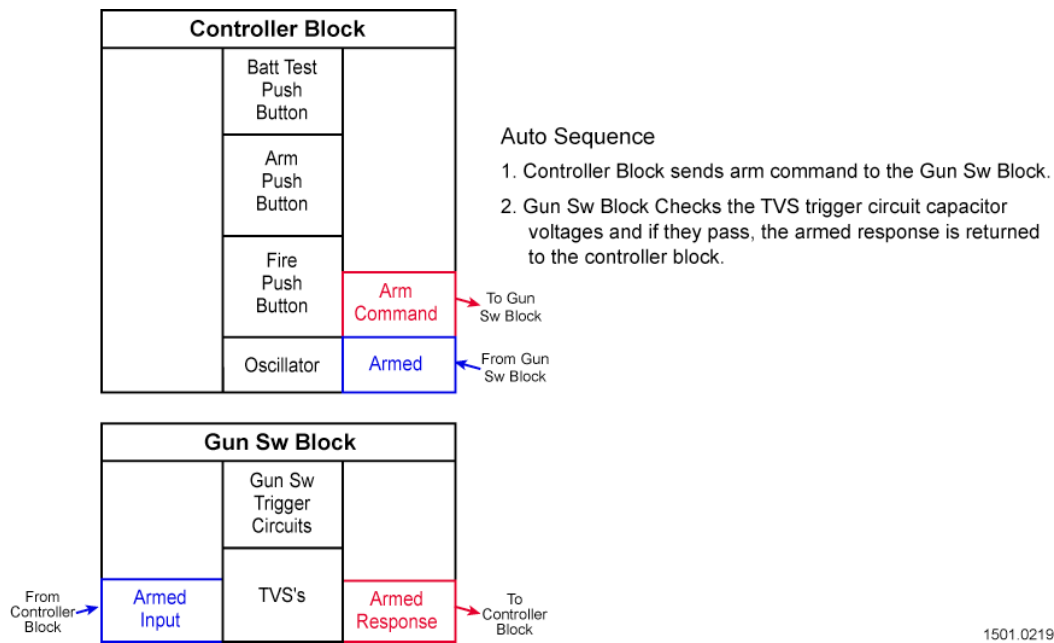 Controller Block
Batt Test
Push
Button
Arm
Push
Button
Fire
Push
Button
Arm
Command
To Gun
Sw Block
Oscillator
Armed
From Gun
Sw Block
Auto Sequence
1. Controller Block sends arm command to the Gun Sw Block.
2. Gun Sw Block Checks the TVS trigger circuit capacitor
voltages and if they pass, the armed response is returned
to the controller block.
Gun Sw Block
Gun Sw
Trigger
Circuits
From
Controller
Block
Armed
Input
TVS's
Armed
Response
To
Controller
Block
1501.0219